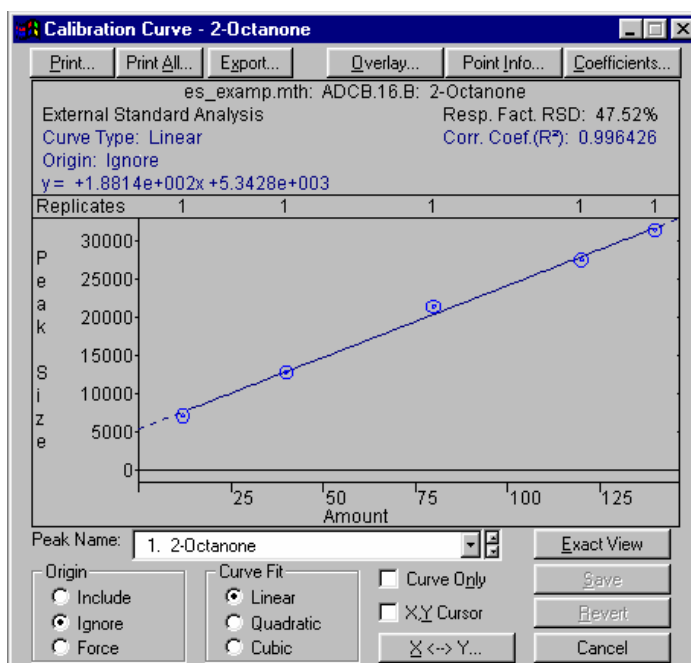 Calibration Curve - 2-Octanone
Print... Print All... Export... Overlay... Point Info... Coefficients...
es_examp.mth: ADCB.16.B: 2-Octanone
External Standard Analysis Resp. Fact. RSD: 47.52%
Curve Type: Linear Corr. Coef.(R²): 0.996426
Origin: Ignore
y = +1.8814e+002x +5.3428e+003
Replicates 1 1 1 1 1
Peak Size
30000
25000
20000
15000
10000
5000
0
25 50 75 100 125
Amount
Peak Name: 1. 2-Octanone Exact View
Origin Curve Fit Curve Only Save
Include Linear
Ignore Quadratic X,Y Cursor Revert
Force Cubic X <--> Y... Cancel